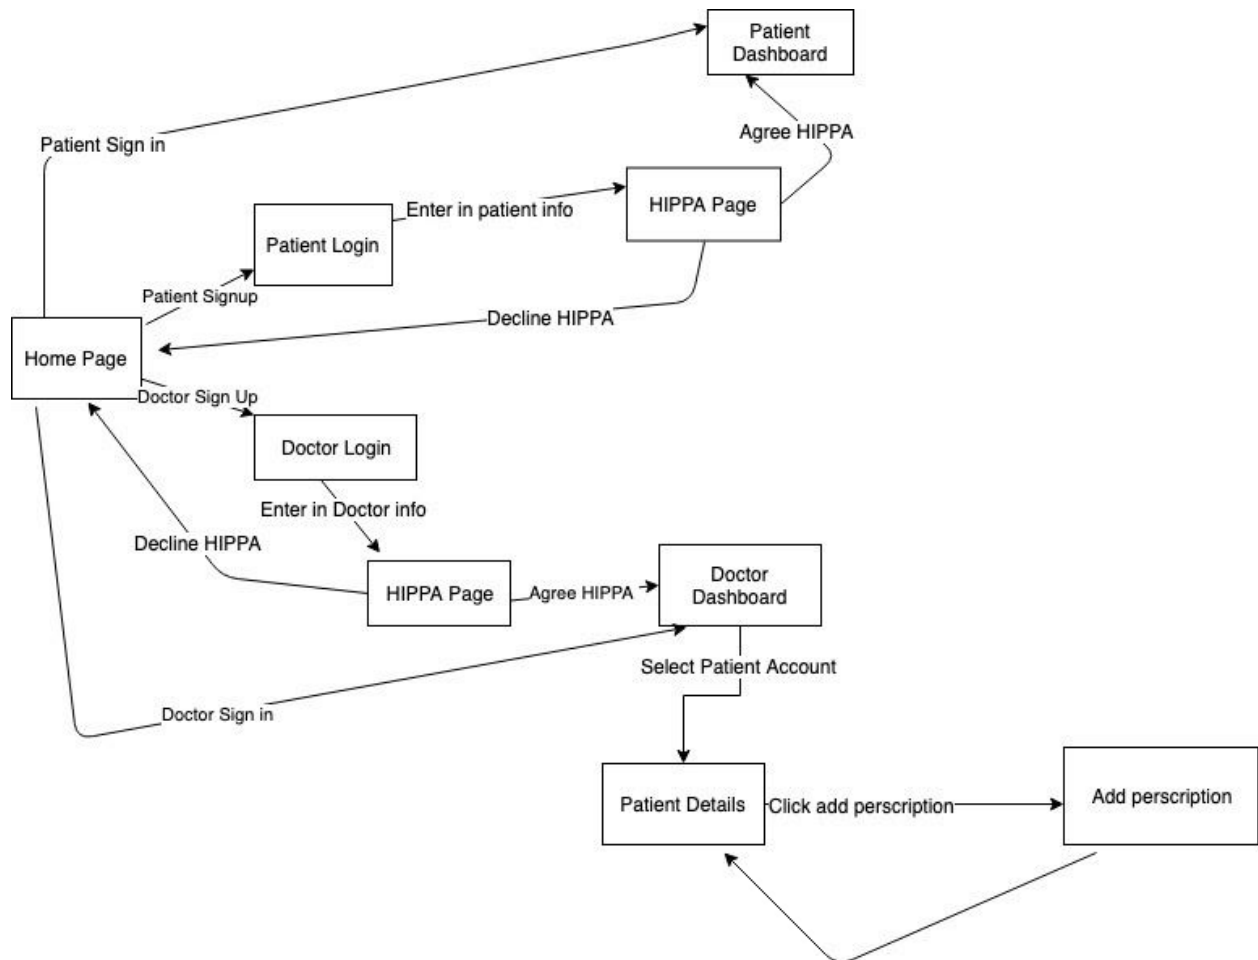 Patient
Dashboard
Patient Sign in
Agree HIPPA
HIPPA Page
Enter in patient info
Patient Login
Patient Signup
Decline HIPPA
Home Page
Doctor Sign Up
Doctor Login
Enter in Doctor info
Decline HIPPA
HIPPA Page
Agree HIPPA
Doctor
Dashboard
Select Patient Account
Doctor Sign in
Patient Details
Click add perscription
Add perscription